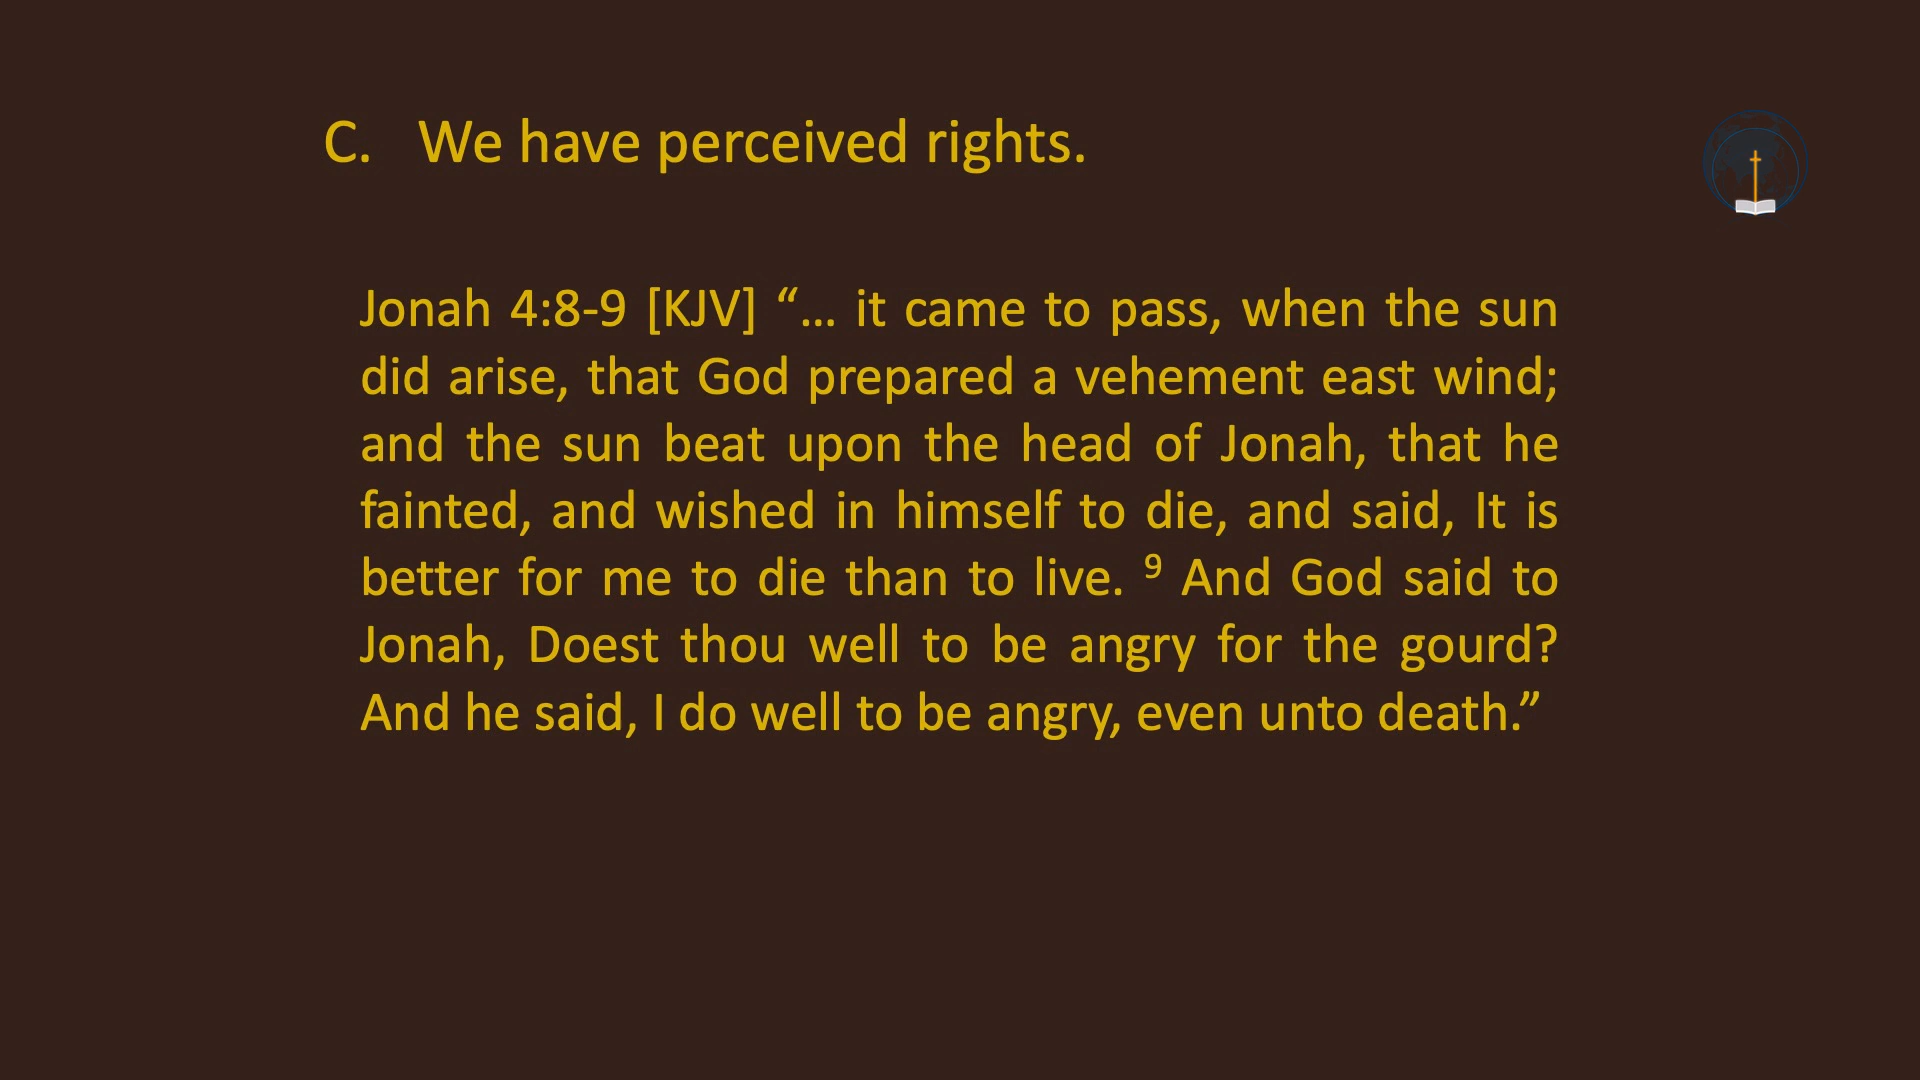 C. We have perceived rights.
Jonah 4:8-9 [KJV] “… it came to pass, when the sun
did arise, that God prepared a vehement east wind;
and the sun beat upon the head of Jonah, that he
fainted, and wished in himself to die, and said, It is
better for me to die than to live. ⁹ And God said to
Jonah, Doest thou well to be angry for the gourd?
And he said, I do well to be angry, even unto death.”